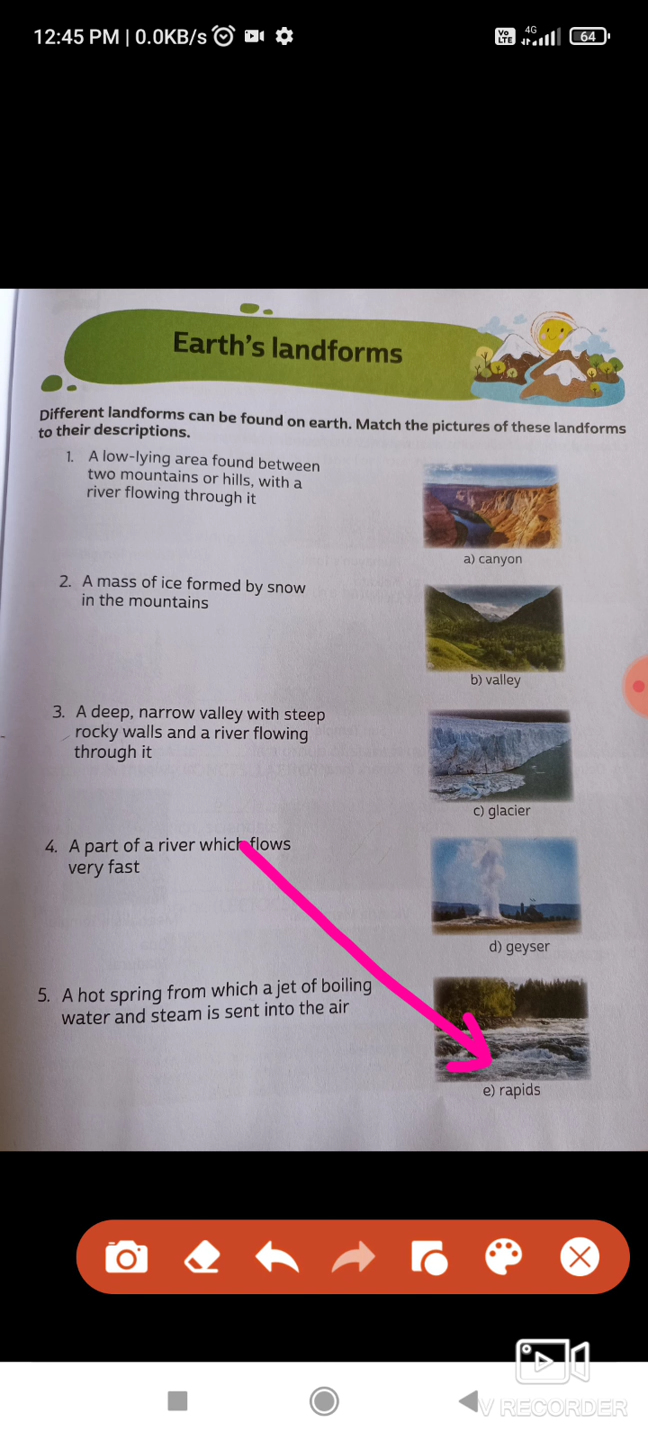 12:45 PM | 0.0KB/s
Vo LTE 4G 64
Earth's landforms
Different landforms can be found on earth. Match the pictures of these landforms
to their descriptions.
1. A low-lying area found between
two mountains or hills, with a
river flowing through it
a) canyon
2. A mass of ice formed by snow
in the mountains
b) valley
3. A deep, narrow valley with steep
rocky walls and a river flowing
through it
c) glacier
4. A part of a river which flows
very fast
d) geyser
5. A hot spring from which a jet of boiling
water and steam is sent into the air
e) rapids
V RECORDER